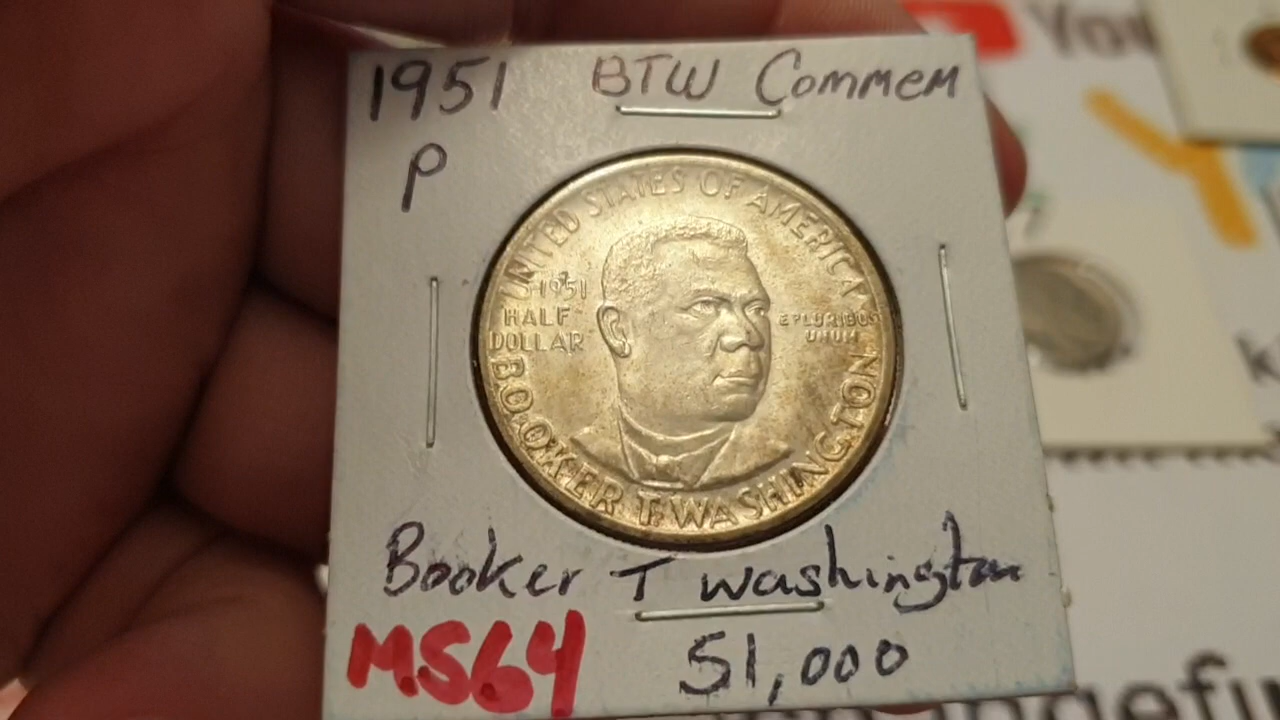 1951 BTW Commem
P
UNITED STATES OF AMERICA
1951
HALF
DOLLAR
E PLURIBUS
UNUM
BOOKER T. WASHINGTON
Booker T Washington
MS64 51,000
You